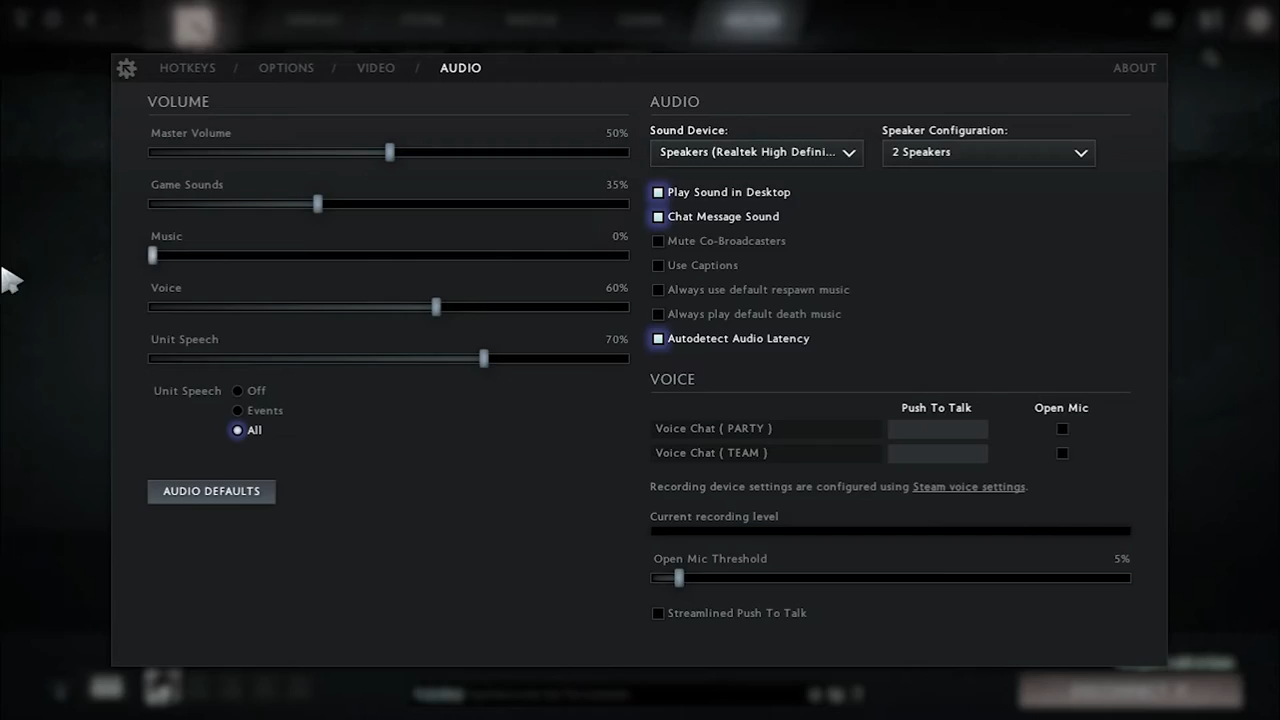 HOTKEYS / OPTIONS / VIDEO / AUDIO ABOUT
VOLUME
Master Volume 50%
Game Sounds 35%
Music 0%
Voice 60%
Unit Speech 70%
Unit Speech Off
Events
All
AUDIO DEFAULTS
AUDIO
Sound Device: Speaker Configuration:
Speakers (Realtek High Defini... 2 Speakers
Play Sound in Desktop
Chat Message Sound
Mute Co-Broadcasters
Use Captions
Always use default respawn music
Always play default death music
Autodetect Audio Latency
VOICE
Push To Talk Open Mic
Voice Chat ( PARTY )
Voice Chat ( TEAM )
Recording device settings are configured using Steam voice settings.
Current recording level
Open Mic Threshold 5%
Streamlined Push To Talk